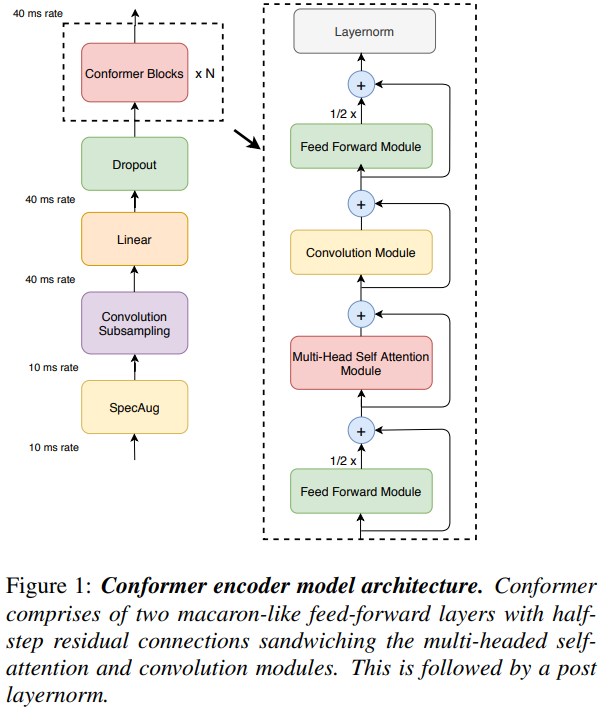 40 ms rate
Conformer Blocks
x N
Dropout
40 ms rate
Linear
40 ms rate
Convolution
Subsampling
10 ms rate
SpecAug
10 ms rate
Layernorm
+
1/2 x
Feed Forward Module
+
Convolution Module
+
Multi-Head Self Attention
Module
+
1/2 x
Feed Forward Module
Figure 1: Conformer encoder model architecture. Conformer
comprises of two macaron-like feed-forward layers with half-
step residual connections sandwiching the multi-headed self-
attention and convolution modules. This is followed by a post
layernorm.